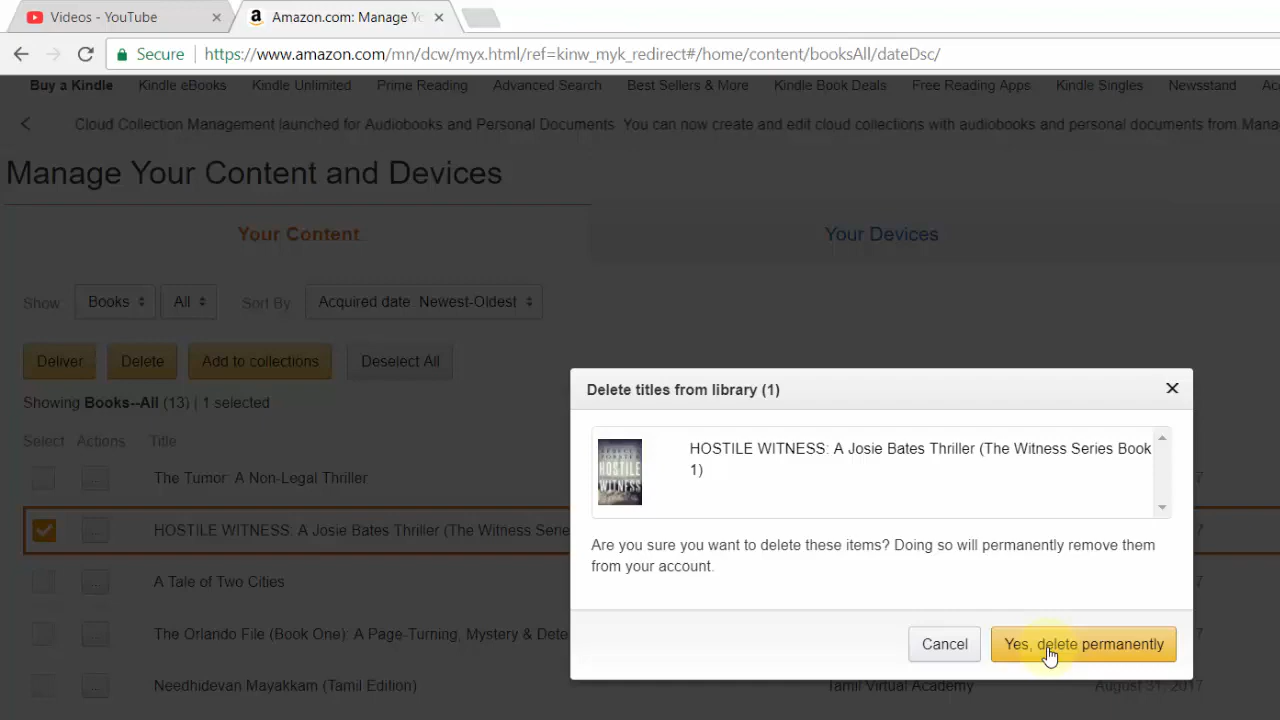 Videos - YouTube
Amazon.com: Manage Yo
Secure https://www.amazon.com/mn/dcw/myx.html/ref=kinw_myk_redirect#/home/content/booksAll/dateDsc/
Buy a Kindle Kindle eBooks Kindle Unlimited Prime Reading Advanced Search Best Sellers & More Kindle Book Deals Free Reading Apps Kindle Singles Newsstand Ac
Cloud Collection Management launched for Audiobooks and Personal Documents You can now create and edit cloud collections with audiobooks and personal documents from Mana
Manage Your Content and Devices
Your Content
Your Devices
Show Books All Sort By Acquired date Newest-Oldest
Deliver Delete Add to collections Deselect All
Showing Books--All (13) | 1 selected
Select Actions Title
The Tumor: A Non-Legal Thriller
HOSTILE WITNESS: A Josie Bates Thriller (The Witness Serie
A Tale of Two Cities
The Orlando File (Book One): A Page-Turning, Mystery & Dete
Needhidevan Mayakkam (Tamil Edition) Tamil Virtual Academy August 31, 2017
Delete titles from library (1)
HOSTILE
WITNESS
HOSTILE WITNESS: A Josie Bates Thriller (The Witness Series Book
1)
Are you sure you want to delete these items? Doing so will permanently remove them
from your account.
Cancel
Yes, delete permanently